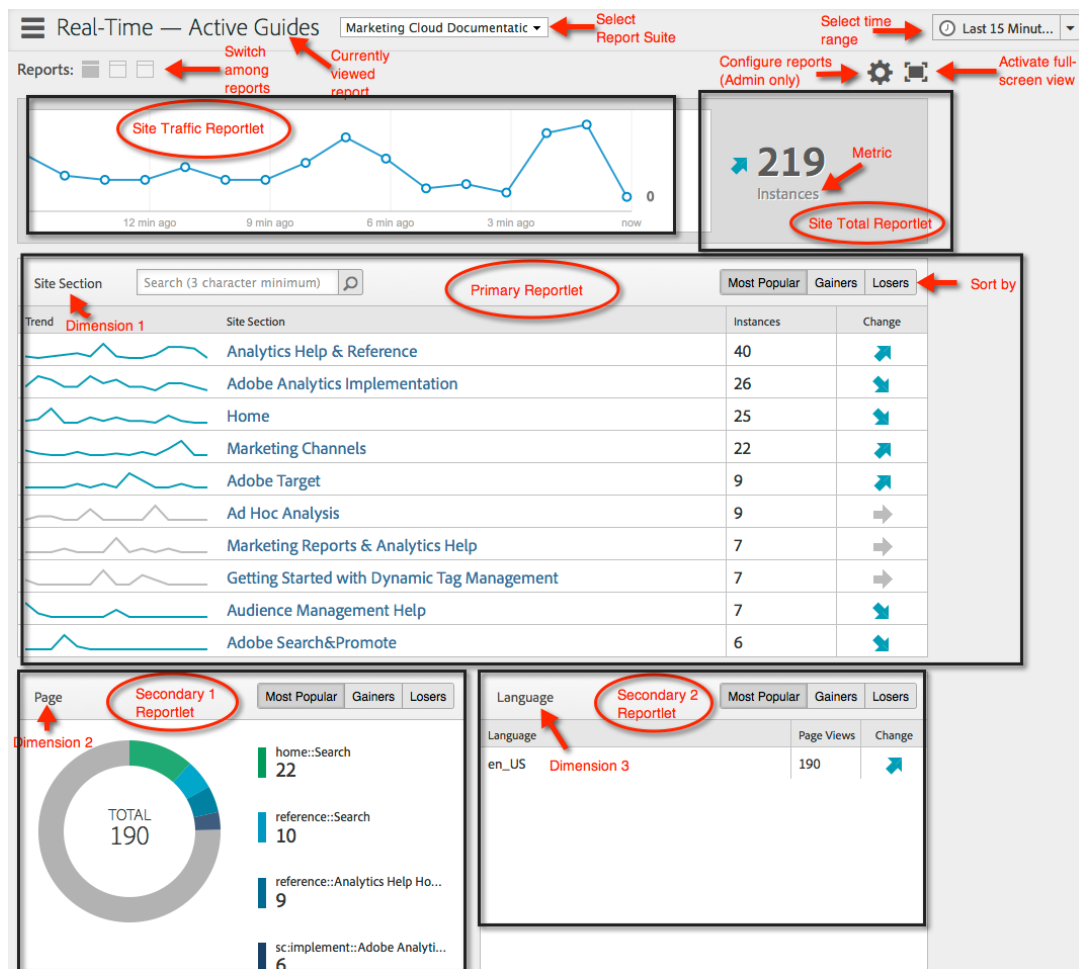 Real-Time — Active Guides
Marketing Cloud Documentatic
Select
Report Suite
Select time
range
Last 15 Minut...
Reports:
Switch
among
reports
Currently
viewed
report
Configure reports
(Admin only)
Activate full-
screen view
Site Traffic Reportlet
0
12 min ago
9 min ago
6 min ago
3 min ago
now
219
Instances
Metric
Site Total Reportlet
Site Section
Search (3 character minimum)
Primary Reportlet
Most Popular Gainers Losers
Sort by
Dimension 1
Trend Site Section Instances Change
Analytics Help & Reference 40
Adobe Analytics Implementation 26
Home 25
Marketing Channels 22
Adobe Target 9
Ad Hoc Analysis 9
Marketing Reports & Analytics Help 7
Getting Started with Dynamic Tag Management 7
Audience Management Help 7
Adobe Search&Promote 6
Page
Secondary 1
Reportlet
Most Popular Gainers Losers
Dimension 2
TOTAL
190
home::Search
22
reference::Search
10
reference::Analytics Help Ho...
9
sc:implement::Adobe Analyti...
6
Language
Secondary 2
Reportlet
Most Popular Gainers Losers
Language Page Views Change
en_US 190
Dimension 3